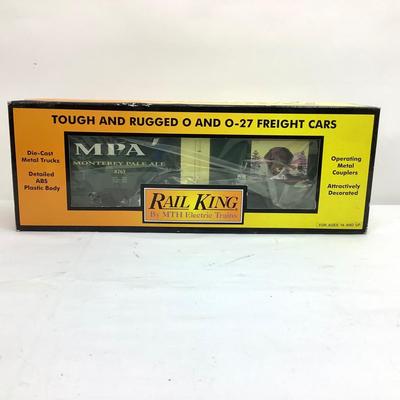 TOUGH AND RUGGED O AND O-27 FREIGHT CARS
Die-Cast
Metal Trucks
Detailed
ABS
Plastic Body
MPA
MONTEREY PALE ALE
Operating
Metal
Couplers
Attractively
Decorated
RAIL KING
By MTH Electric Trains
FOR AGES 14 AND UP